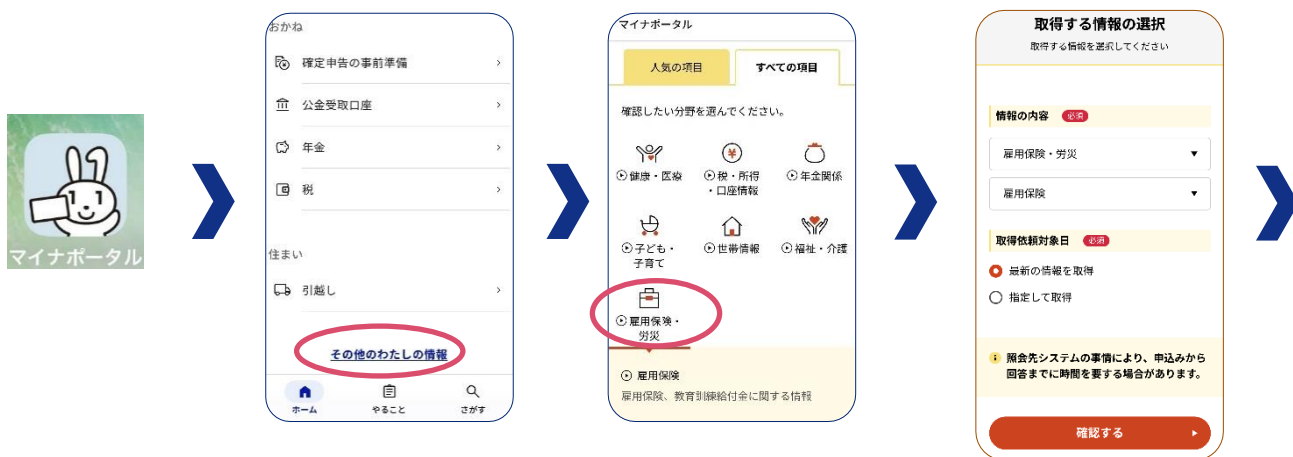 マイナポータル
おかね
確定申告の事前準備
公金受取口座
年金
税
住まい
引越し
その他のわたしの情報
ホーム
やること
さがす
マイナポータル
人気の項目
すべての項目
確認したい分野を選んでください。
健康・医療
税・所得
・口座情報
年金関係
子ども・
子育て
世帯情報
福祉・介護
雇用保険・
労災
雇用保険
雇用保険、教育訓練給付金に関する情報
取得する情報の選択
取得する情報を選択してください
情報の内容 必須
雇用保険・労災
雇用保険
取得依頼対象日 必須
最新の情報を取得
指定して取得
照会先システムの事情により、申込みから
回答までに時間を要する場合があります。
確認する